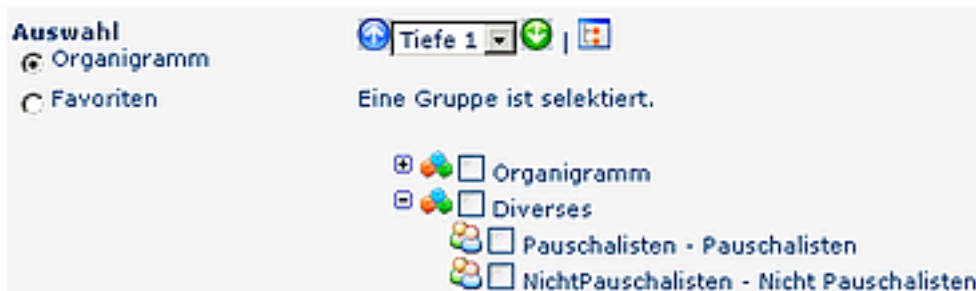 Auswahl
Organigramm
Favoriten
Tiefe 1 |
Eine Gruppe ist selektiert.
Organigramm
Diverses
Pauschalisten - Pauschalisten
NichtPauschalisten - Nicht Pauschalisten